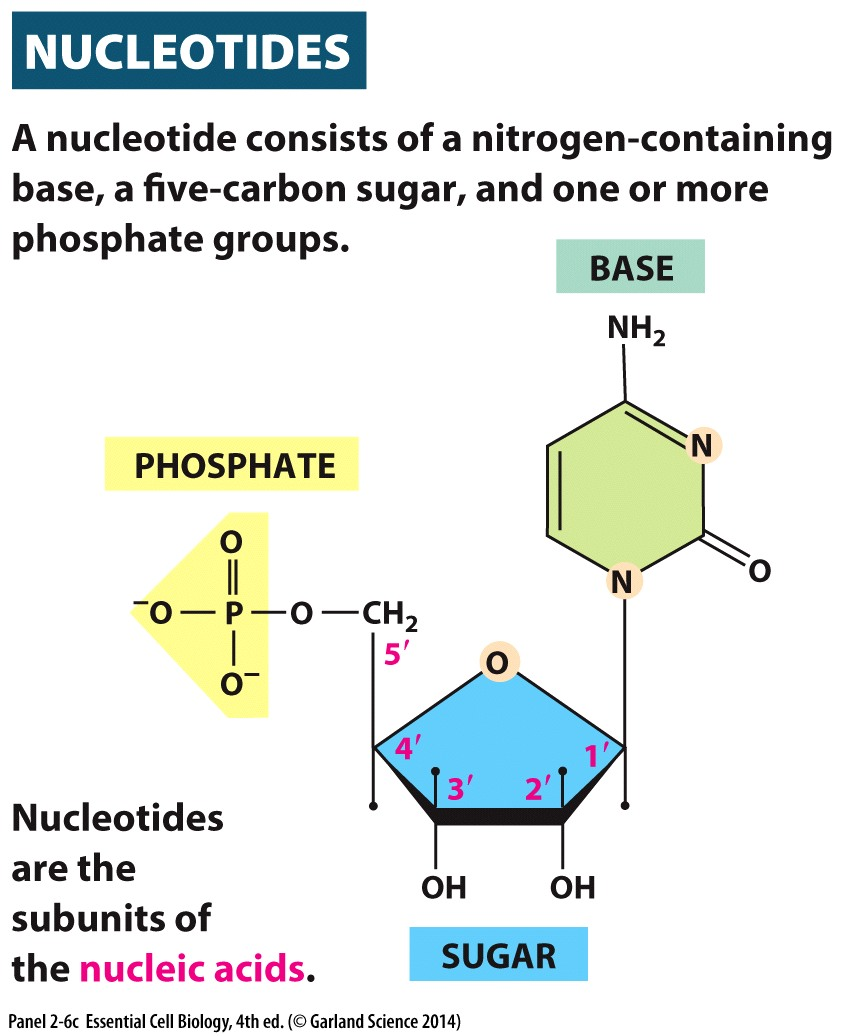 NUCLEOTIDES
A nucleotide consists of a nitrogen-containing
base, a five-carbon sugar, and one or more
phosphate groups.
BASE
NH₂
N
O
N
PHOSPHATE
O
⁻O P O CH₂
O⁻
5′
O
4′ 1′
3′ 2′
OH OH
SUGAR
Nucleotides
are the
subunits of
the nucleic acids.
Panel 2-6c Essential Cell Biology, 4th ed. (© Garland Science 2014)